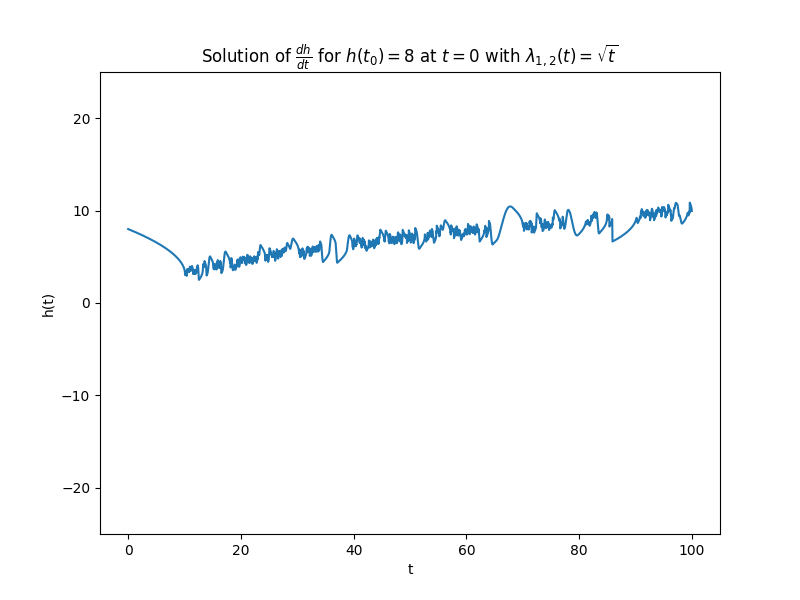 Solution of $\frac{dh}{dt}$ for $h(t_0) = 8$ at $t = 0$ with $\lambda_{1,2}(t) = \sqrt{t}$
20
10
0
−10
−20
h(t)
0 20 40 60 80 100
t